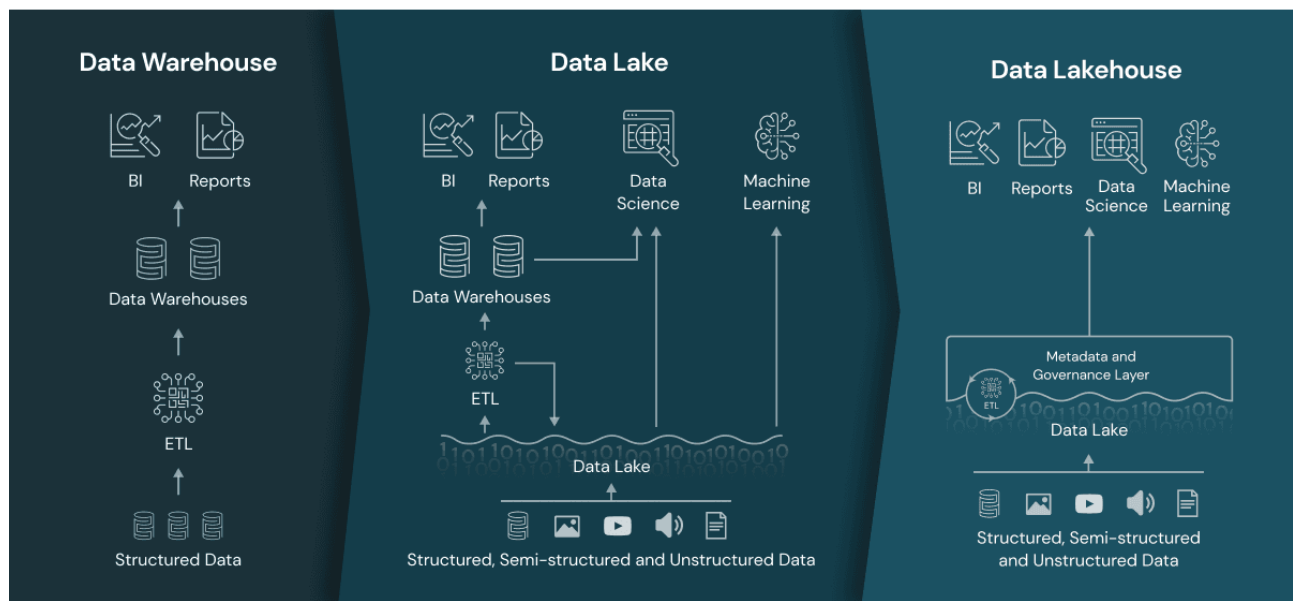 Data Warehouse
BI
Reports
Data Warehouses
ETL
Structured Data
Data Lake
BI
Reports
Data
Science
Machine
Learning
Data Warehouses
ETL
Data Lake
Structured, Semi-structured and Unstructured Data
Data Lakehouse
BI
Reports
Data
Science
Machine
Learning
Metadata and
Governance Layer
ETL
Data Lake
Structured, Semi-structured
and Unstructured Data